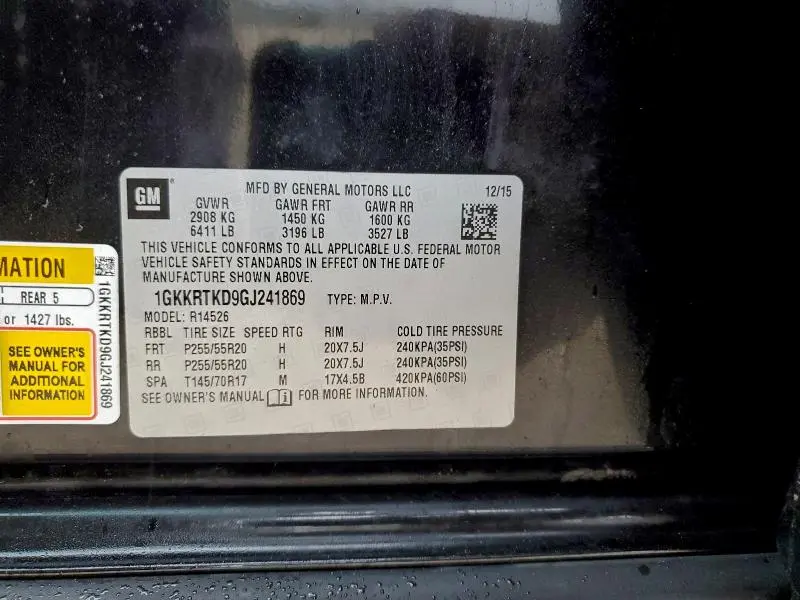 GM
MFD BY GENERAL MOTORS LLC 12/15
GVWR GAWR FRT GAWR RR
2908 KG 1450 KG 1600 KG
6411 LB 3196 LB 3527 LB
THIS VEHICLE CONFORMS TO ALL APPLICABLE U.S. FEDERAL MOTOR
VEHICLE SAFETY STANDARDS IN EFFECT ON THE DATE OF
MANUFACTURE SHOWN ABOVE.
1GKKRTKD9GJ241869 TYPE: M.P.V.
MODEL: R14526
RBBL TIRE SIZE SPEED RTG RIM COLD TIRE PRESSURE
FRT P255/55R20 H 20X7.5J 240KPA(35PSI)
RR P255/55R20 H 20X7.5J 240KPA(35PSI)
SPA T145/70R17 M 17X4.5B 420KPA(60PSI)
SEE OWNER'S MANUAL FOR MORE INFORMATION.
MATION
REAR 5
or 1427 lbs.
SEE OWNER'S
MANUAL FOR
ADDITIONAL
INFORMATION
1GKKRTKD9GJ241869